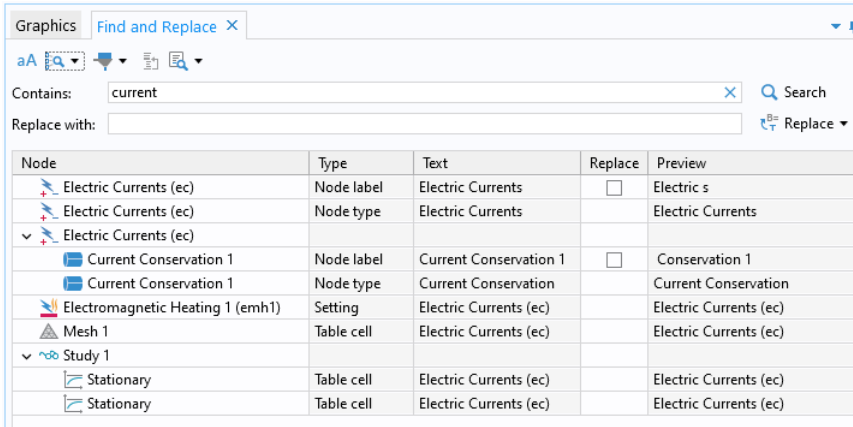 Graphics Find and Replace
aA
Contains: current Search
Replace with: Replace
Node Type Text Replace Preview
Electric Currents (ec) Node label Electric Currents Electric s
Electric Currents (ec) Node type Electric Currents Electric Currents
Electric Currents (ec)
Current Conservation 1 Node label Current Conservation 1 Conservation 1
Current Conservation 1 Node type Current Conservation Current Conservation
Electromagnetic Heating 1 (emh1) Setting Electric Currents (ec) Electric Currents (ec)
Mesh 1 Table cell Electric Currents (ec) Electric Currents (ec)
Study 1
Stationary Table cell Electric Currents (ec) Electric Currents (ec)
Stationary Table cell Electric Currents (ec) Electric Currents (ec)